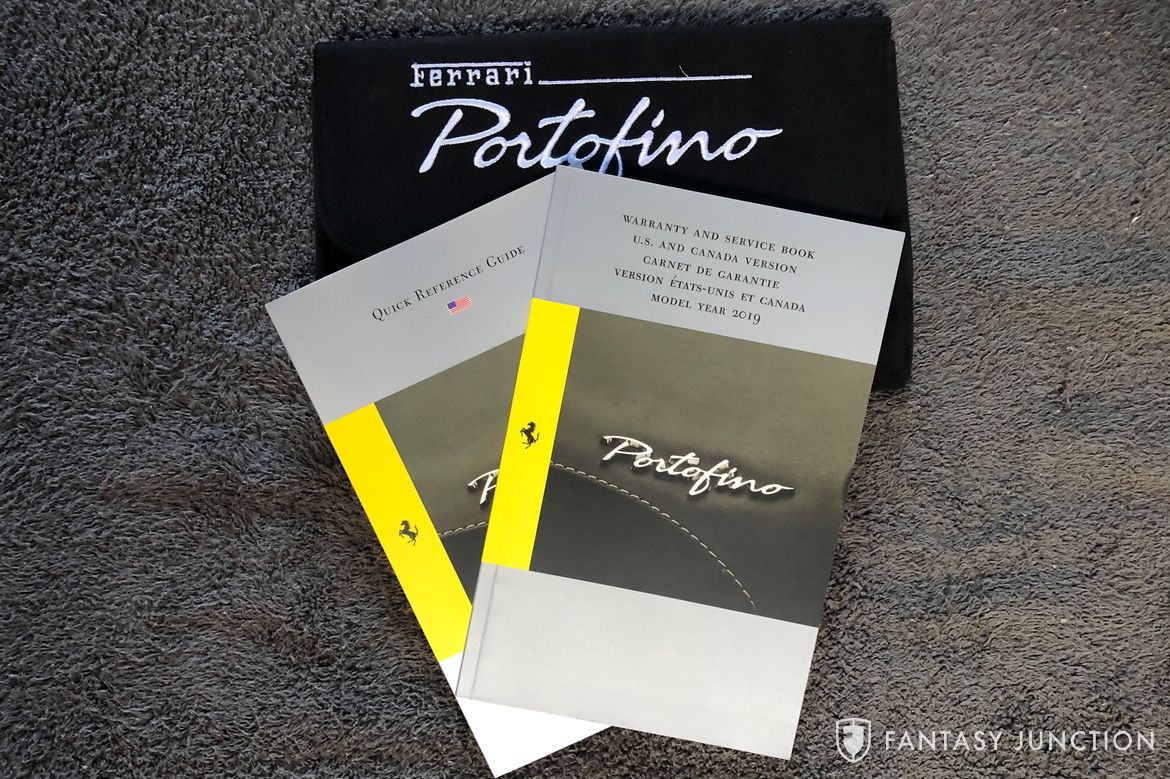 Ferrari
Portofino
Quick Reference Guide
WARRANTY AND SERVICE BOOK
U.S. AND CANADA VERSION
CARNET DE GARANTIE
VERSION ÉTATS-UNIS ET CANADA
MODEL YEAR 2019
P
Portofino
FANTASY JUNCTION